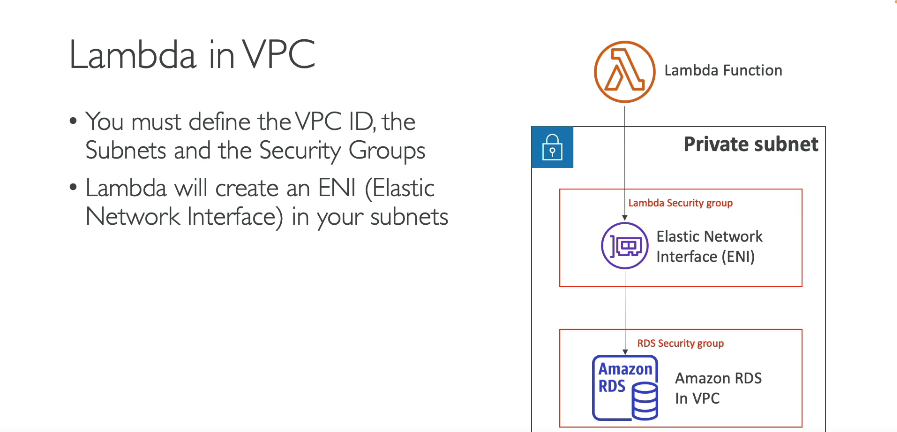 Lambda in VPC
• You must define the VPC ID, the
Subnets and the Security Groups
• Lambda will create an ENI (Elastic
Network Interface) in your subnets
Lambda Function
Private subnet
Lambda Security group
Elastic Network
Interface (ENI)
RDS Security group
Amazon
RDS
Amazon RDS
In VPC